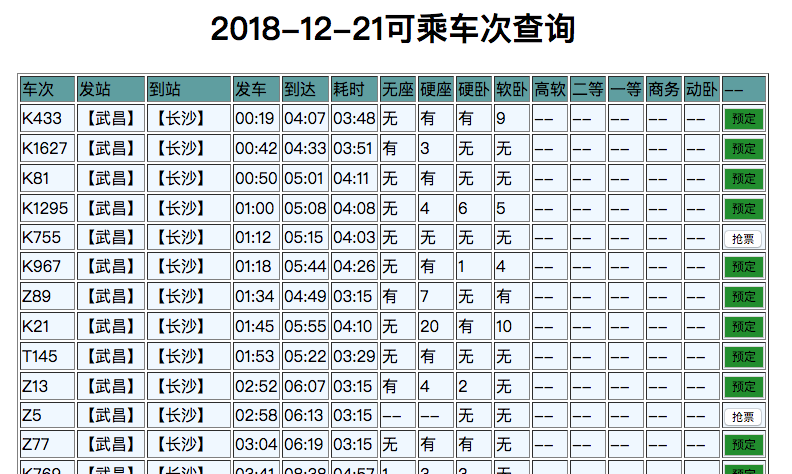 2018-12-21可乘车次查询
车次 发站 到站 发车 到达 耗时 无座 硬座 硬卧 软卧 高软 二等 一等 商务 动卧 --
K433 【武昌】 【长沙】 00:19 04:07 03:48 无 有 有 9 -- -- -- -- -- 预定
K1627 【武昌】 【长沙】 00:42 04:33 03:51 有 3 无 无 -- -- -- -- -- 预定
K81 【武昌】 【长沙】 00:50 05:01 04:11 无 有 无 无 -- -- -- -- -- 预定
K1295 【武昌】 【长沙】 01:00 05:08 04:08 无 4 6 5 -- -- -- -- -- 预定
K755 【武昌】 【长沙】 01:12 05:15 04:03 无 无 无 无 -- -- -- -- -- 抢票
K967 【武昌】 【长沙】 01:18 05:44 04:26 无 有 1 4 -- -- -- -- -- 预定
Z89 【武昌】 【长沙】 01:34 04:49 03:15 有 7 无 有 -- -- -- -- -- 预定
K21 【武昌】 【长沙】 01:45 05:55 04:10 无 20 有 10 -- -- -- -- -- 预定
T145 【武昌】 【长沙】 01:53 05:22 03:29 无 有 无 无 -- -- -- -- -- 预定
Z13 【武昌】 【长沙】 02:52 06:07 03:15 有 4 2 无 -- -- -- -- -- 预定
Z5 【武昌】 【长沙】 02:58 06:13 03:15 -- -- 无 无 -- -- -- -- -- 抢票
Z77 【武昌】 【长沙】 03:04 06:19 03:15 无 有 有 无 -- -- -- -- -- 预定
K769 【武昌】 【长沙】 03:41 08:38 04:57 1 3 3 无 -- -- -- -- -- 预定